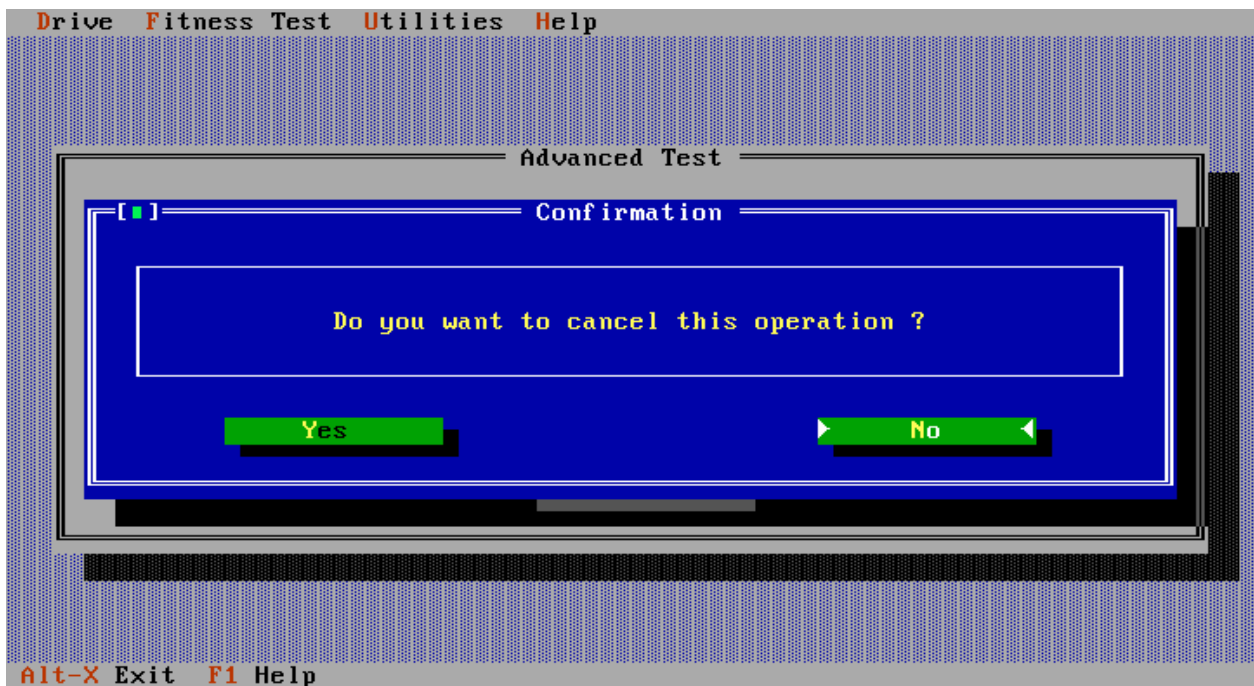 Drive Fitness Test Utilities Help
Advanced Test
[■] Confirmation
Do you want to cancel this operation ?
Yes No
Alt-X Exit F1 Help